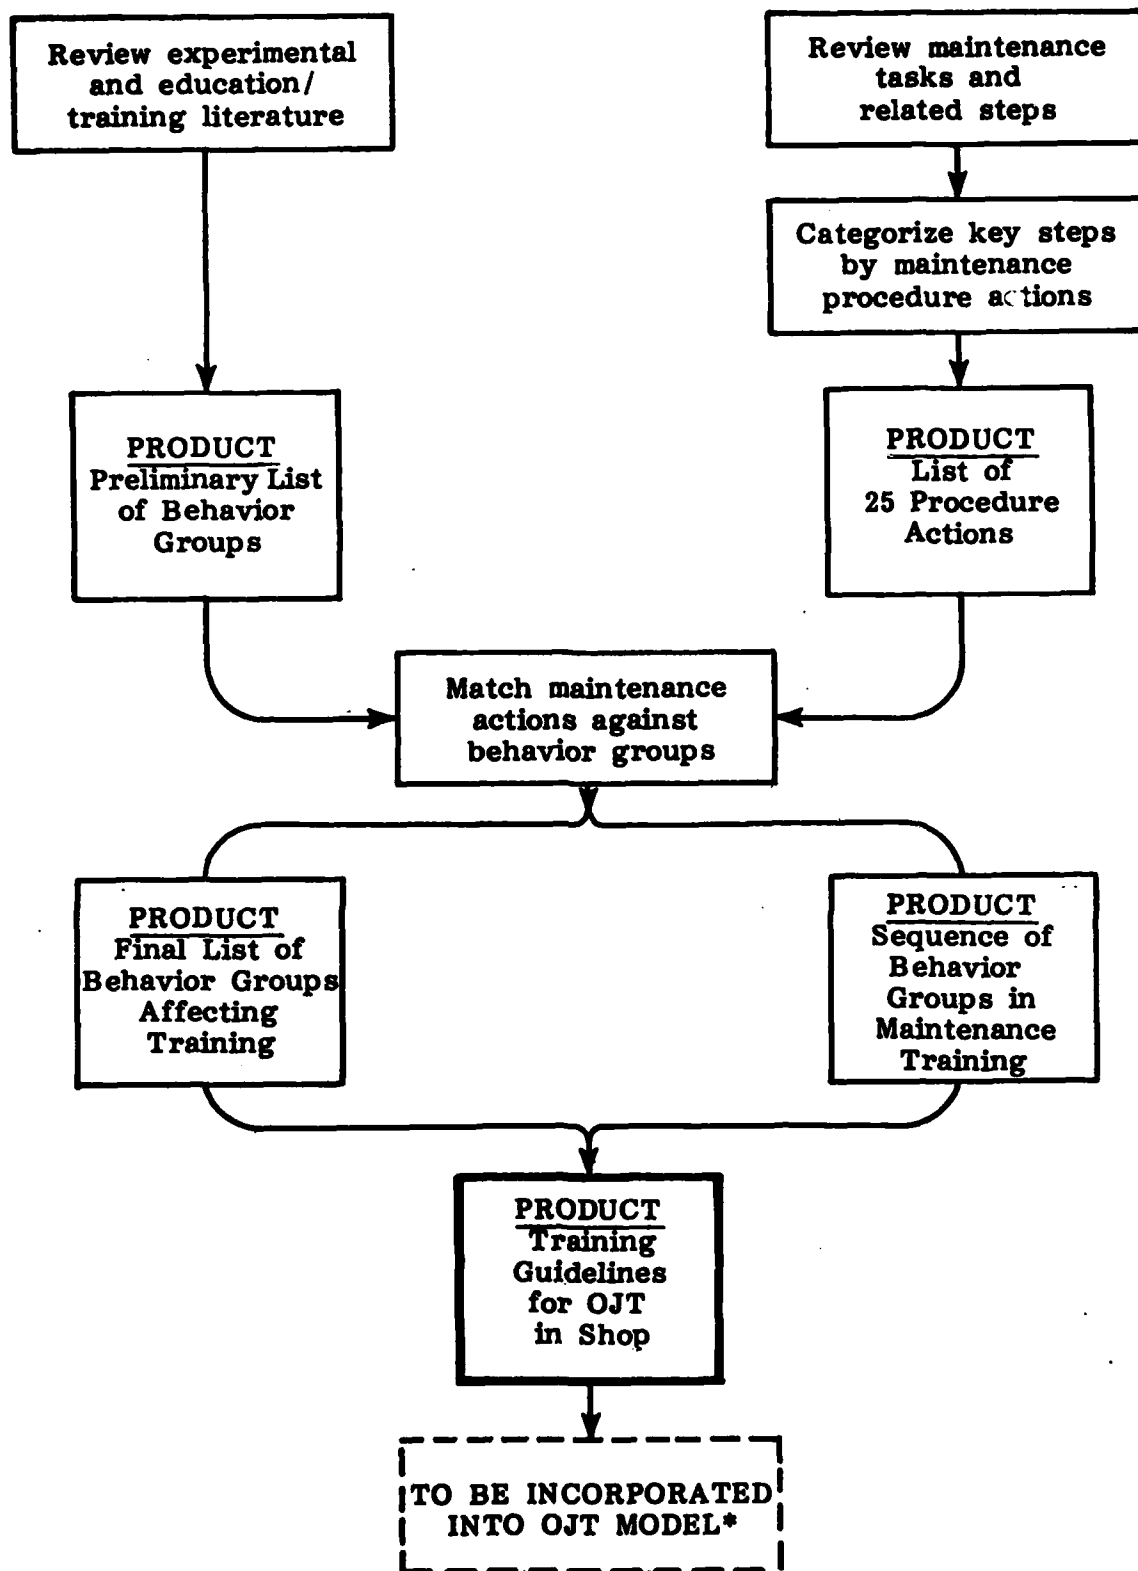 Review experimental
and education/
training literature
Review maintenance
tasks and
related steps
Categorize key steps
by maintenance
procedure actions
PRODUCT
Preliminary List
of Behavior
Groups
PRODUCT
List of
25 Procedure
Actions
Match maintenance
actions against
behavior groups
PRODUCT
Final List of
Behavior Groups
Affecting
Training
PRODUCT
Sequence of
Behavior
Groups in
Maintenance
Training
PRODUCT
Training
Guidelines
for OJT
in Shop
TO BE INCORPORATED
INTO OJT MODEL*